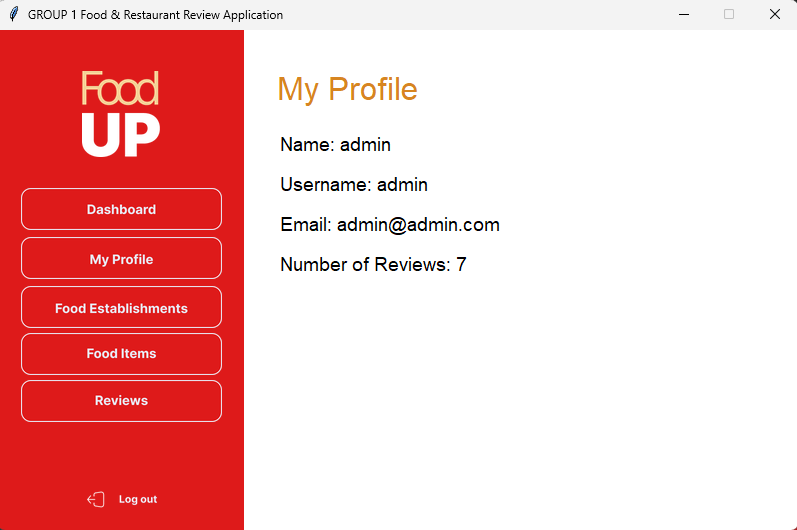 GROUP 1 Food & Restaurant Review Application
Food
UP
Dashboard
My Profile
Food Establishments
Food Items
Reviews
Log out
My Profile
Name: admin
Username: admin
Email: admin@admin.com
Number of Reviews: 7